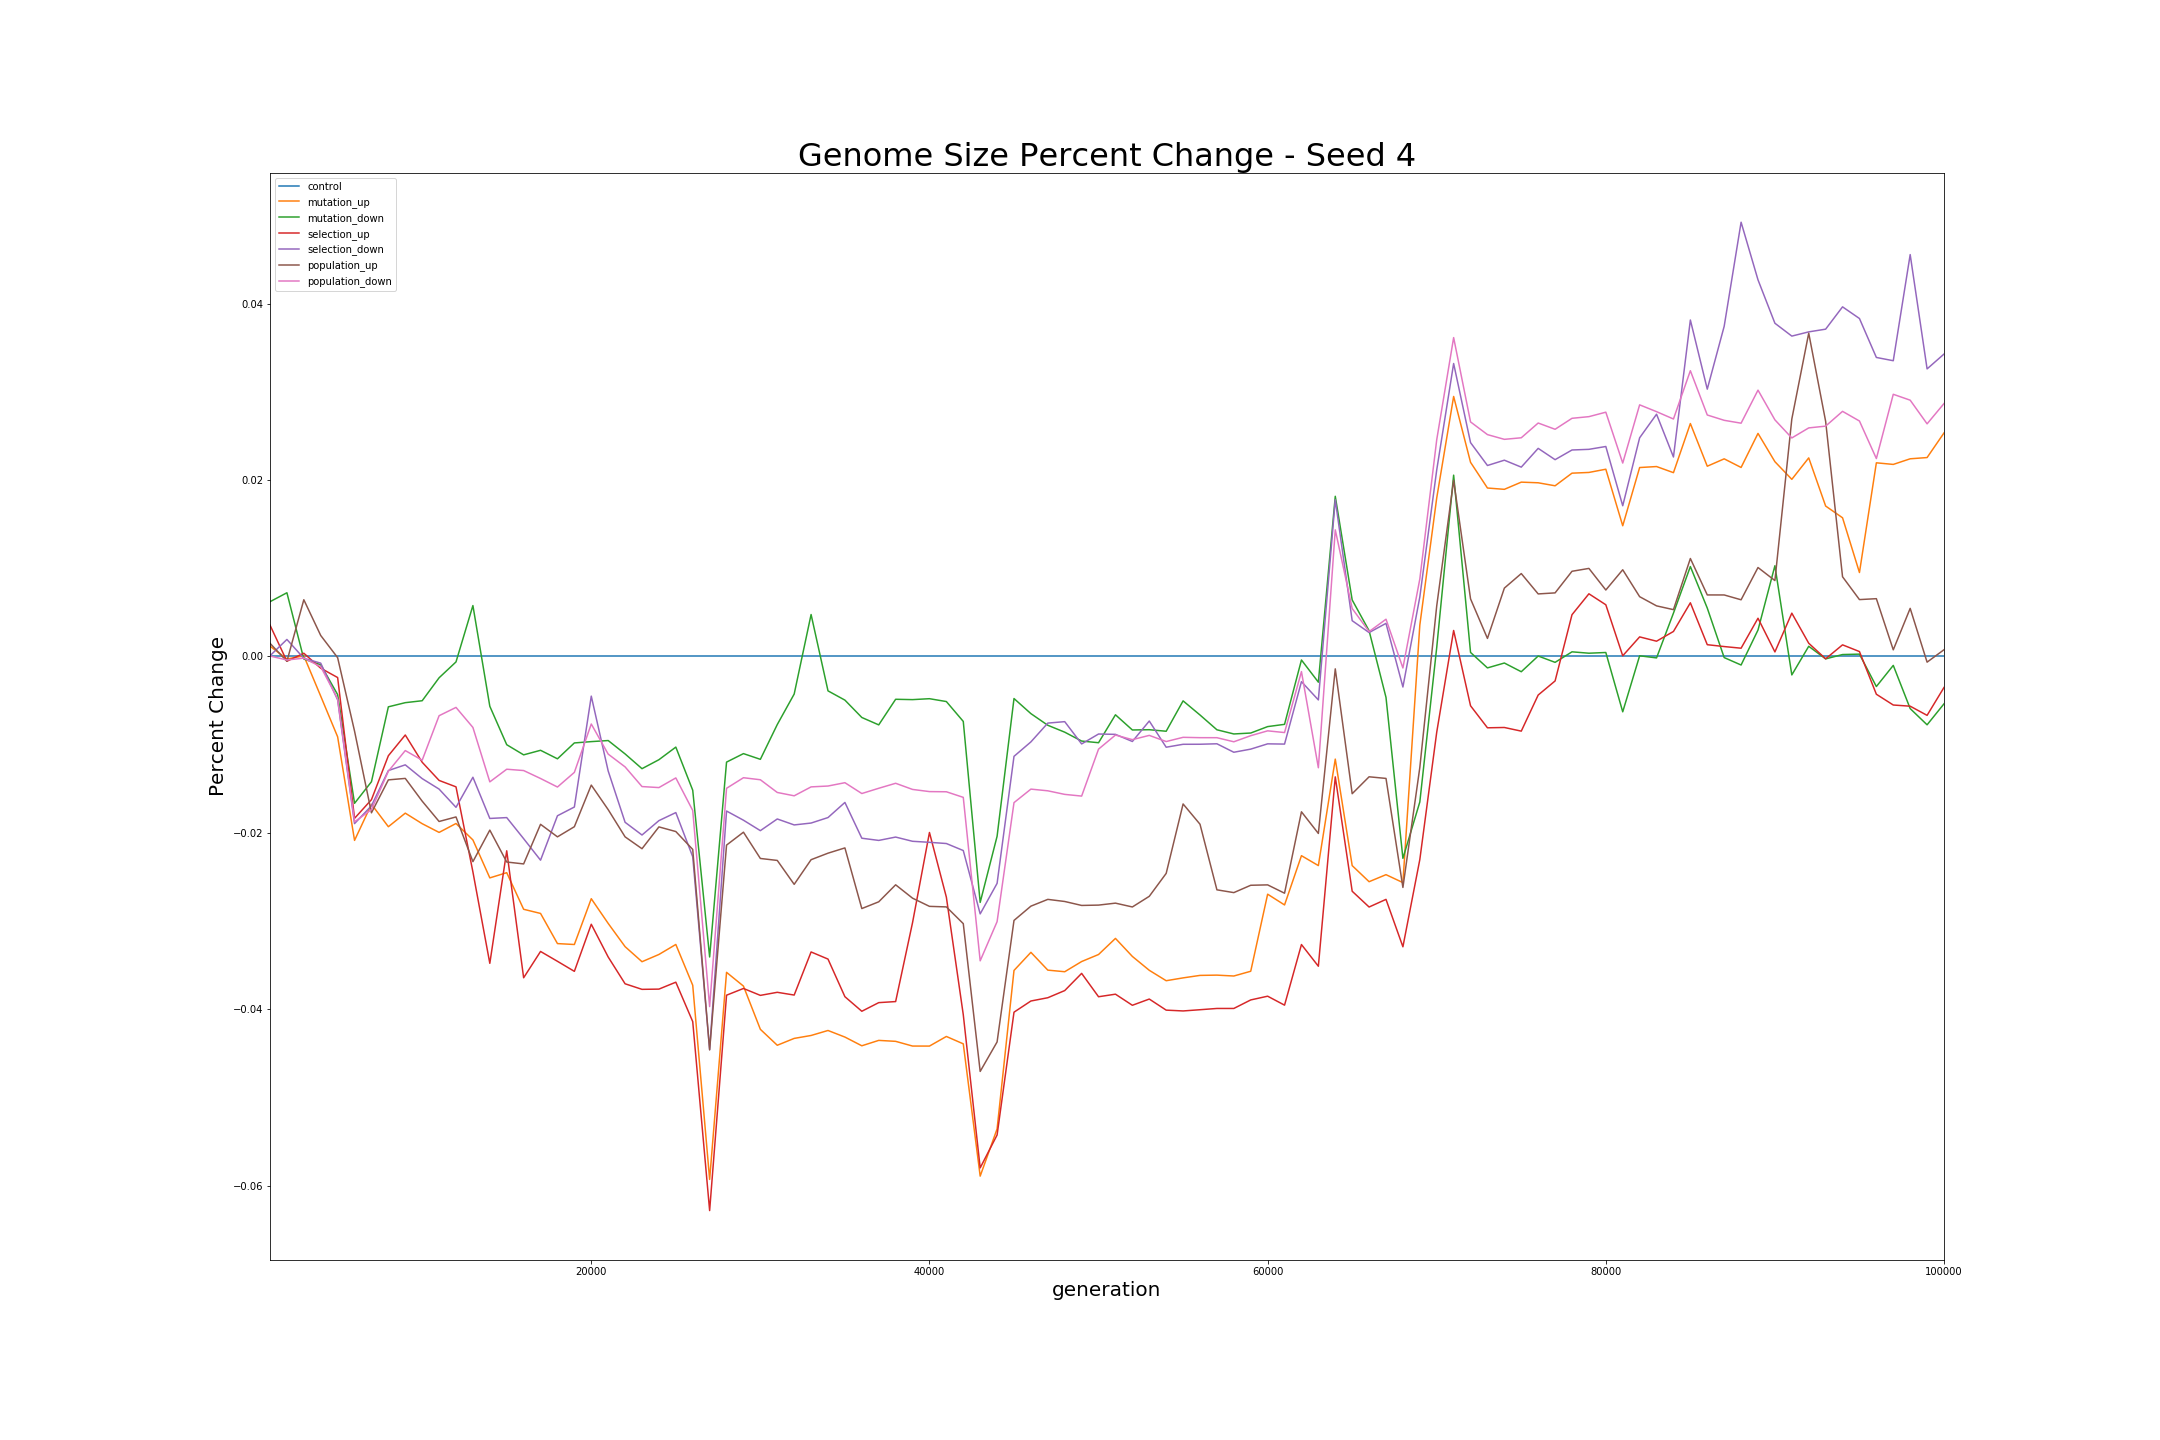 Genome Size Percent Change - Seed 4
control
mutation_up
mutation_down
selection_up
selection_down
population_up
population_down
0.04
0.02
0.00
−0.02
−0.04
−0.06
Percent Change
20000
40000
60000
80000
100000
generation